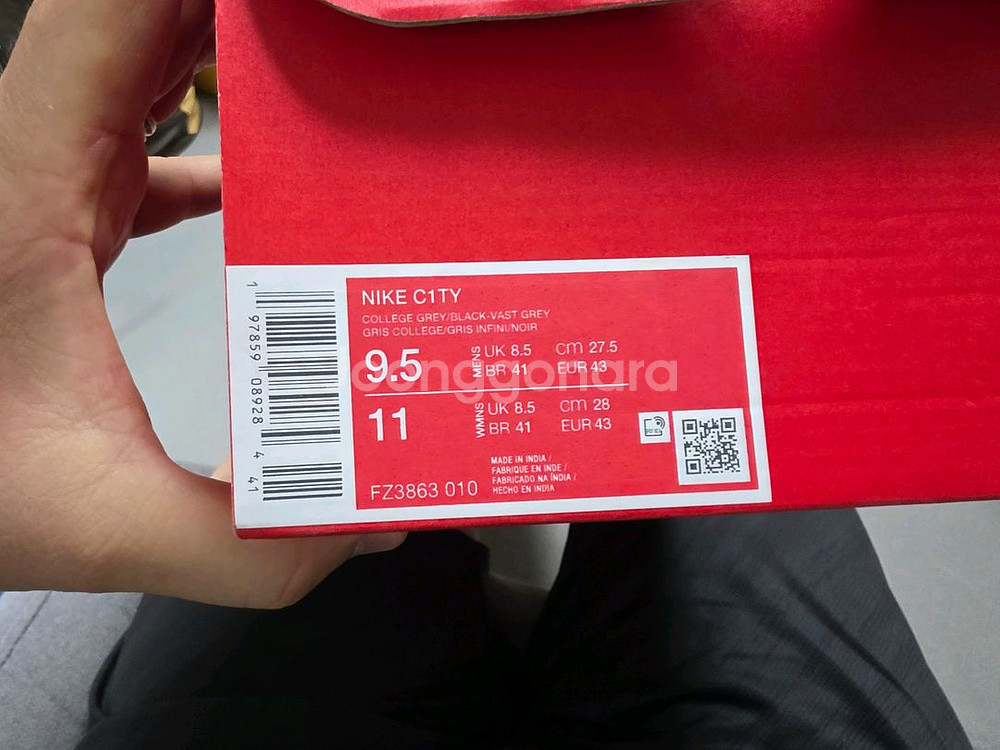 NIKE C1TY
COLLEGE GREY/BLACK-VAST GREY
GRIS COLLEGE/GRIS INFINI/NOIR
9.5 MENS UK 8.5 cm 27.5
BR 41 EUR 43
joonggonara
11 WMNS UK 8.5 cm 28
BR 41 EUR 43
MADE IN INDIA /
FABRIQUE EN INDE /
FABRICADO NA ÍNDIA /
HECHO EN INDIA
FZ3863 010
1 97859 08928 4 41